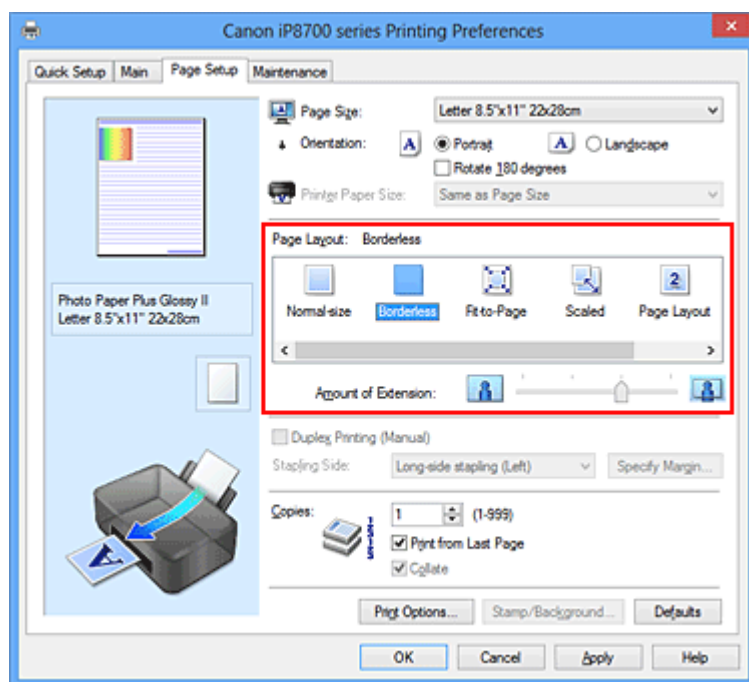 Canon iP8700 series Printing Preferences
Quick Setup Main Page Setup Maintenance
Page Size: Letter 8.5"x11" 22x28cm
Orientation: A Portrait A Landscape
Rotate 180 degrees
Printer Paper Size: Same as Page Size
Page Layout: Borderless
Normal-size Borderless Fit-to-Page Scaled 2 Page Layout
Photo Paper Plus Glossy II
Letter 8.5"x11" 22x28cm
Amount of Extension:
Duplex Printing (Manual)
Stapling Side: Long-side stapling (Left) Specify Margin...
Copies: 1 (1-999)
Print from Last Page
Collate
A
Print Options... Stamp/Background... Defaults
OK Cancel Apply Help